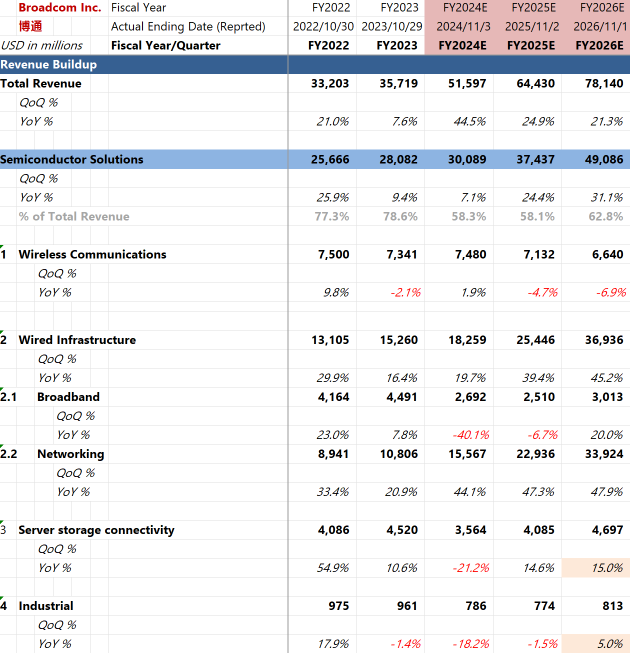 Broadcom Inc. Fiscal Year FY2022 FY2023 FY2024E FY2025E FY2026E
博通 Actual Ending Date (Reprted) 2022/10/30 2023/10/29 2024/11/3 2025/11/2 2026/11/1
USD in millions Fiscal Year/Quarter FY2022 FY2023 FY2024E FY2025E FY2026E
Revenue Buildup
Total Revenue 33,203 35,719 51,597 64,430 78,140
QoQ %
YoY % 21.0% 7.6% 44.5% 24.9% 21.3%
Semiconductor Solutions 25,666 28,082 30,089 37,437 49,086
QoQ %
YoY % 25.9% 9.4% 7.1% 24.4% 31.1%
% of Total Revenue 77.3% 78.6% 58.3% 58.1% 62.8%
1 Wireless Communications 7,500 7,341 7,480 7,132 6,640
QoQ %
YoY % 9.8% -2.1% 1.9% -4.7% -6.9%
2 Wired Infrastructure 13,105 15,260 18,259 25,446 36,936
QoQ %
YoY % 29.9% 16.4% 19.7% 39.4% 45.2%
2.1 Broadband 4,164 4,491 2,692 2,510 3,013
QoQ %
YoY % 23.0% 7.8% -40.1% -6.7% 20.0%
2.2 Networking 8,941 10,806 15,567 22,936 33,924
QoQ %
YoY % 33.4% 20.9% 44.1% 47.3% 47.9%
3 Server storage connectivity 4,086 4,520 3,564 4,085 4,697
QoQ %
YoY % 54.9% 10.6% -21.2% 14.6% 15.0%
4 Industrial 975 961 786 774 813
QoQ %
YoY % 17.9% -1.4% -18.2% -1.5% 5.0%